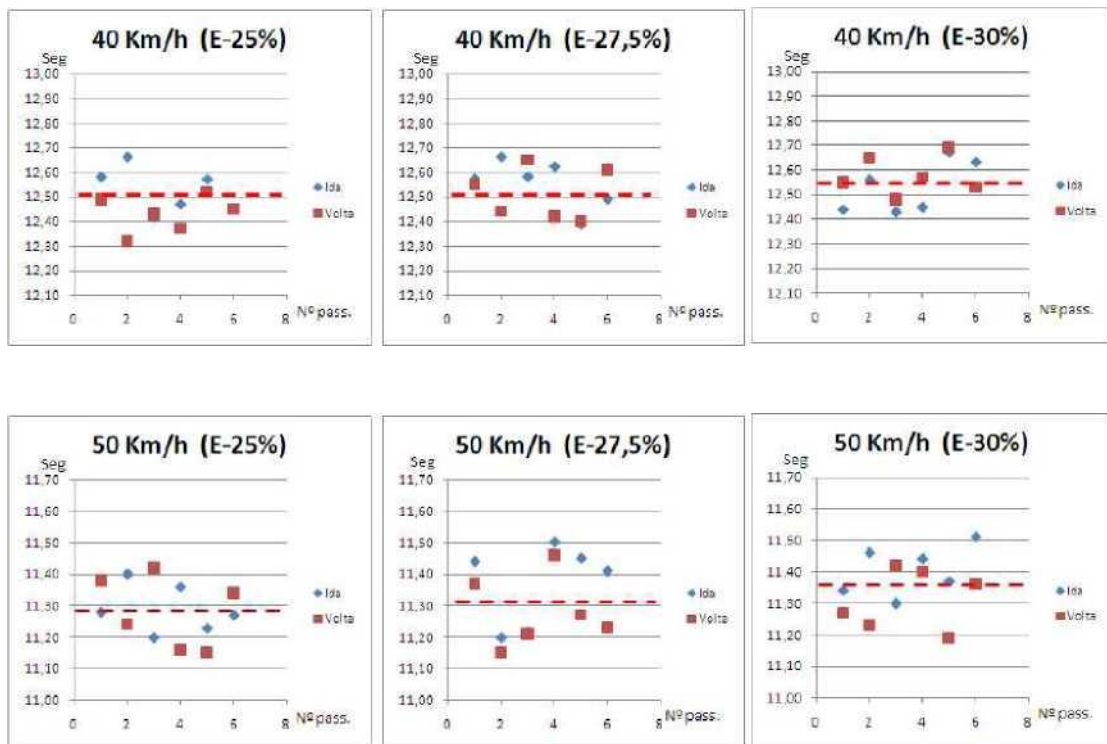 40 Km/h (E-25%)
Seg
13,00
12,90
12,80
12,70
12,60
12,50
12,40
12,30
12,20
12,10
0 2 4 6 8
Nº pass.
Ida
Volta
40 Km/h (E-27,5%)
Seg
13,00
12,90
12,80
12,70
12,60
12,50
12,40
12,30
12,20
12,10
0 2 4 6 8
Nº pass.
Ida
Volta
40 Km/h (E-30%)
Seg
13,00
12,90
12,80
12,70
12,60
12,50
12,40
12,30
12,20
12,10
0 2 4 6 8
Nº pass.
Ida
Volta
50 Km/h (E-25%)
Seg
11,70
11,60
11,50
11,40
11,30
11,20
11,10
11,00
0 2 4 6 8
Nº pass.
Ida
Volta
50 Km/h (E-27,5%)
Seg
11,70
11,60
11,50
11,40
11,30
11,20
11,10
11,00
0 2 4 6 8
Nº pass.
Ida
Volta
50 Km/h (E-30%)
Seg
11,70
11,60
11,50
11,40
11,30
11,20
11,10
11,00
0 2 4 6 8
Nº pass.
Ida
Volta